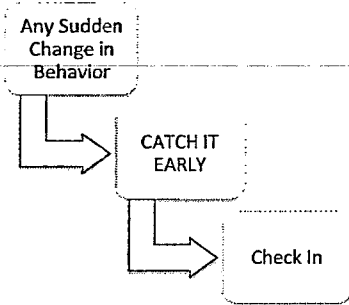 Any Sudden
Change in
Behavior
CATCH IT
EARLY
Check In